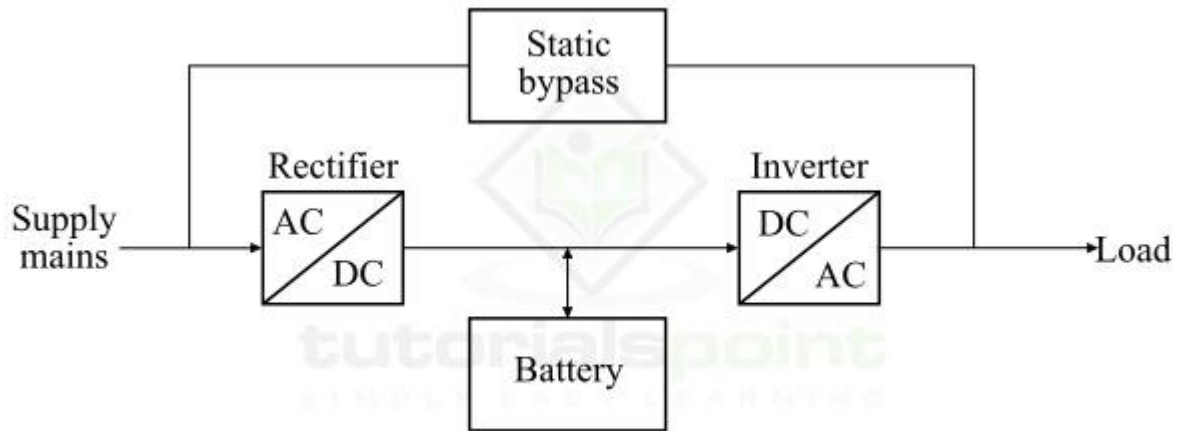 Static
bypass
Rectifier
Inverter
Supply
mains
AC
DC
DC
AC
Load
Battery
tutorialspoint
SIMPLY EASY LEARNING